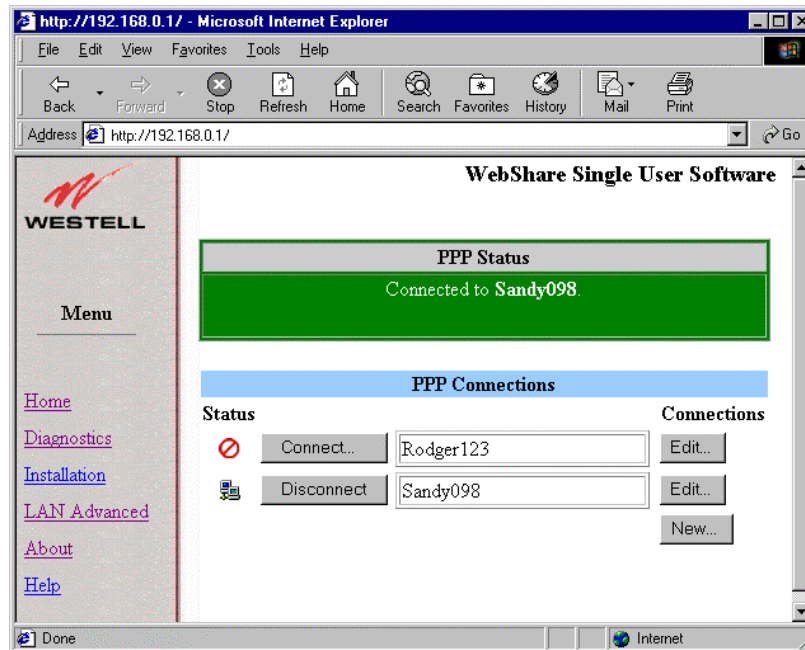 http://192.168.0.1/ - Microsoft Internet Explorer
File Edit View Favorites Tools Help
Back Forward Stop Refresh Home Search Favorites History Mail Print
Address http://192.168.0.1/ Go
WESTELL
WebShare Single User Software
PPP Status
Connected to Sandy098.
Menu
Home
Diagnostics
Installation
LAN Advanced
About
Help
PPP Connections
Status Connections
Connect... Rodger123 Edit...
Disconnect Sandy098 Edit...
New...
Done Internet